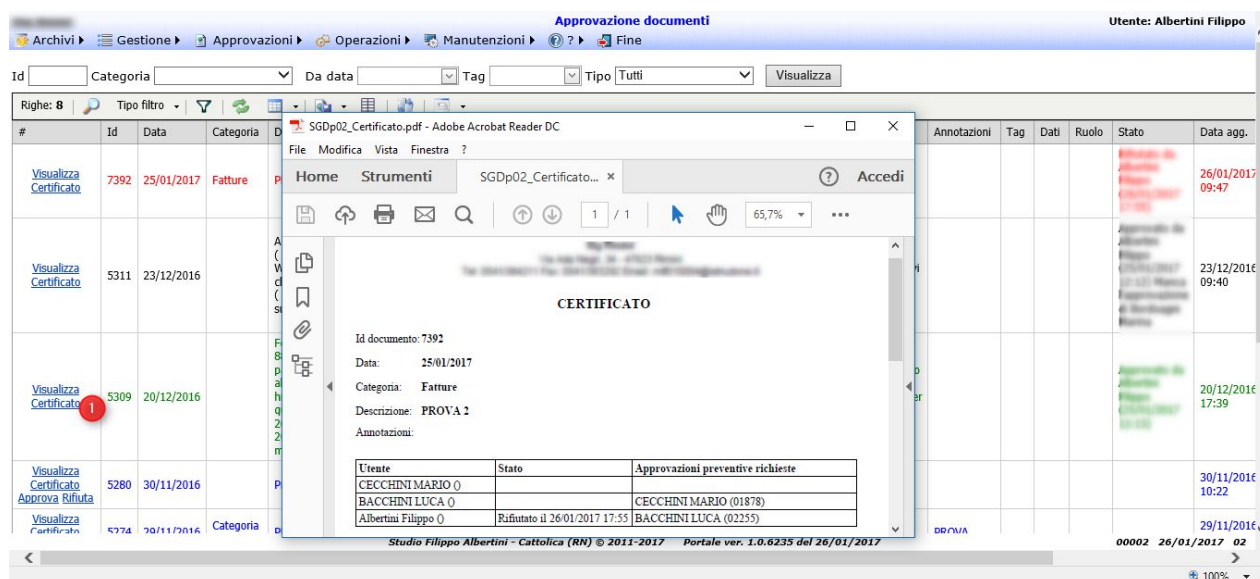 Approvazione documenti
Utente: Albertini Filippo
Archivi Gestione Approvazioni Operazioni Manutenzioni ? Fine
Id Categoria Da data Tag Tipo Tutti Visualizza
Righe: 8 Tipo filtro
# Id Data Categoria D Annotazioni Tag Dati Ruolo Stato Data agg.
Visualizza
Certificato
7392 25/01/2017 Fatture P
26/01/2017
09:47
Visualizza
Certificato
5311 23/12/2016
23/12/2016
09:40
Visualizza
Certificato
1
5309 20/12/2016
20/12/2016
17:39
Visualizza
Certificato
Approva Rifiuta
5280 30/11/2016 P
30/11/2016
10:22
Visualizza
Certificato
5274 29/11/2016 Categoria PROVA
29/11/2016
SGDp02_Certificato.pdf - Adobe Acrobat Reader DC
File Modifica Vista Finestra ?
Home Strumenti SGDp02_Certificato... × ? Accedi
1 / 1 65,7%
CERTIFICATO
Id documento: 7392
Data: 25/01/2017
Categoria: Fatture
Descrizione: PROVA 2
Annotazioni:
Utente Stato Approvazioni preventive richieste
CECCHINI MARIO ()
BACCHINI LUCA () CECCHINI MARIO (01878)
Albertini Filippo () Rifiutato il 26/01/2017 17:55 BACCHINI LUCA (02255)
Studio Filippo Albertini - Cattolica (RN) © 2011-2017 Portale ver. 1.0.6235 del 26/01/2017
00002 26/01/2017 02
100%